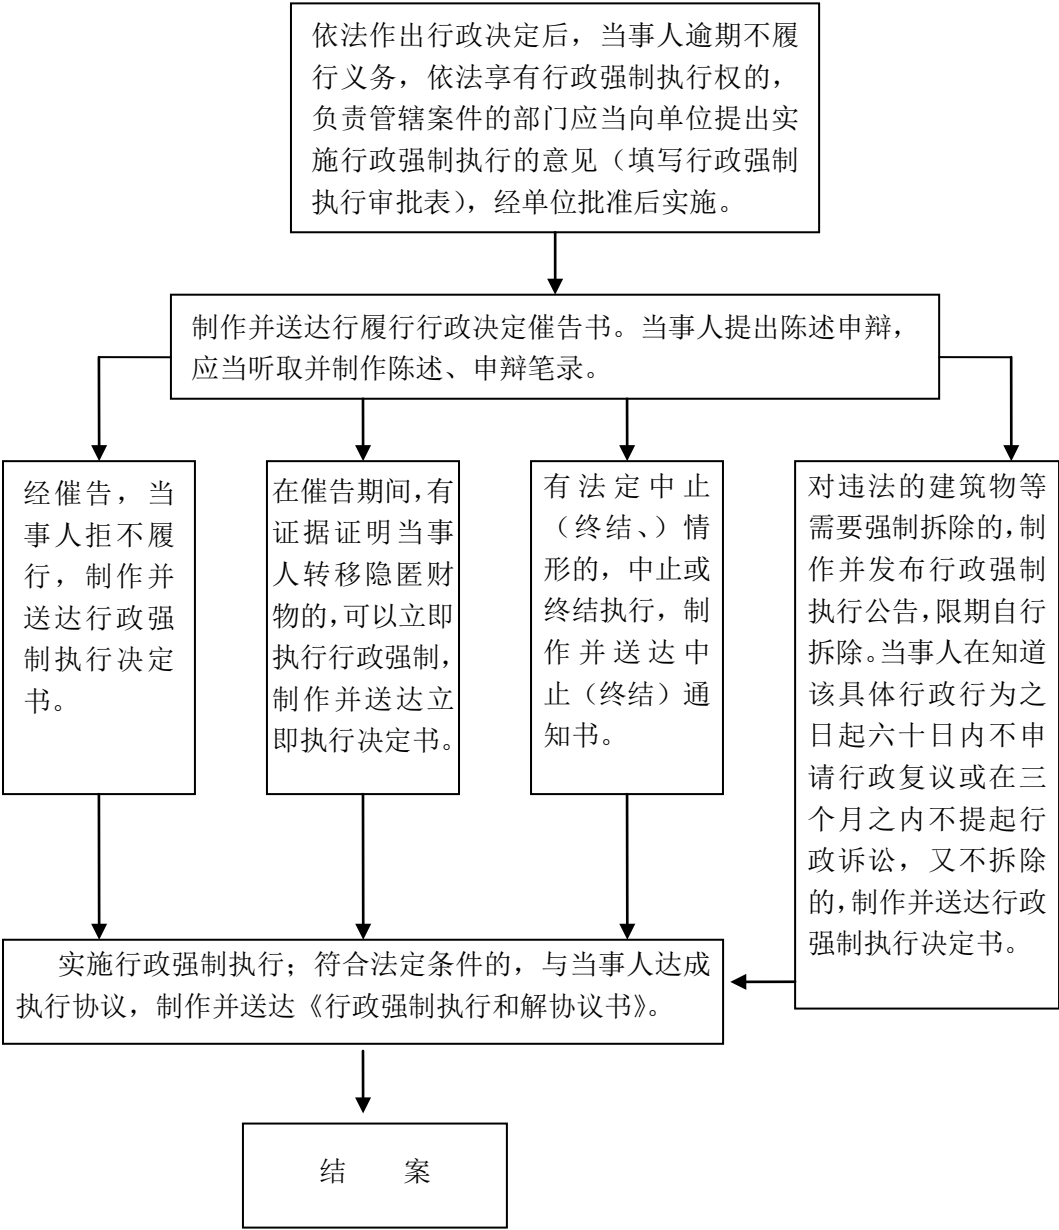 依法作出行政决定后，当事人逾期不履
行义务，依法享有行政强制执行权的，
负责管辖案件的部门应当向单位提出实
施行政强制执行的意见（填写行政强制
执行审批表），经单位批准后实施。
制作并送达行履行行政决定催告书。当事人提出陈述申辩，
应当听取并制作陈述、申辩笔录。
经催告，当
事人拒不履
行，制作并
送达行政强
制执行决定
书。
在催告期间，有
证据证明当事
人转移隐匿财
物的，可以立即
执行行政强制，
制作并送达立
即执行决定书。
有法定中止
（终结、）情
形的，中止或
终结执行，制
作并送达中
止（终结）通
知书。
对违法的建筑物等
需要强制拆除的，制
作并发布行政强制
执行公告，限期自行
拆除。当事人在知道
该具体行政行为之
日起六十日内不申
请行政复议或在三
个月之内不提起行
政诉讼，又不拆除
的，制作并送达行政
强制执行决定书。
实施行政强制执行；符合法定条件的，与当事人达成
执行协议，制作并送达《行政强制执行和解协议书》。
结 案